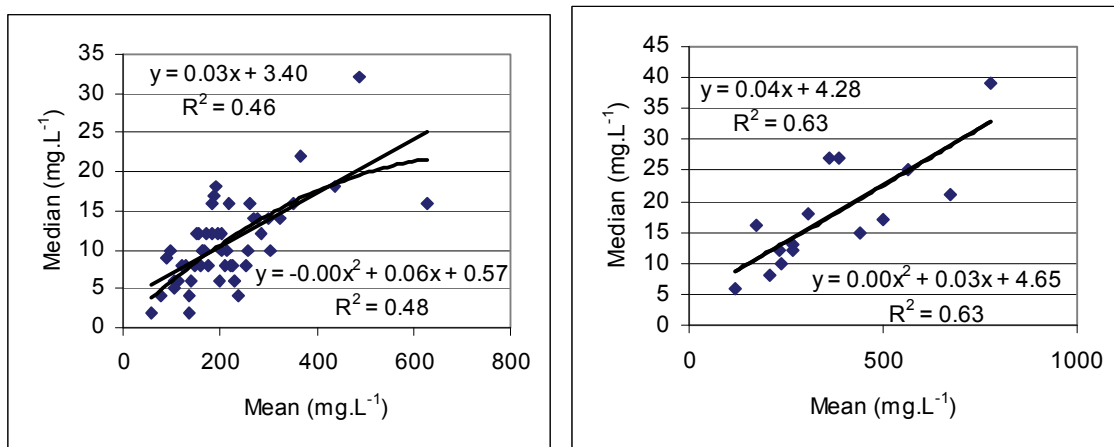 35
30
25
20
15
10
5
0
Median (mg.L⁻¹)
y = 0.03x + 3.40
R² = 0.46
y = -0.00x² + 0.06x + 0.57
R² = 0.48
0 200 400 600 800
Mean (mg.L⁻¹)
45
40
35
30
25
20
15
10
5
0
Median (mg.L⁻¹)
y = 0.04x + 4.28
R² = 0.63
y = 0.00x² + 0.03x + 4.65
R² = 0.63
0 500 1000
Mean (mg.L⁻¹)